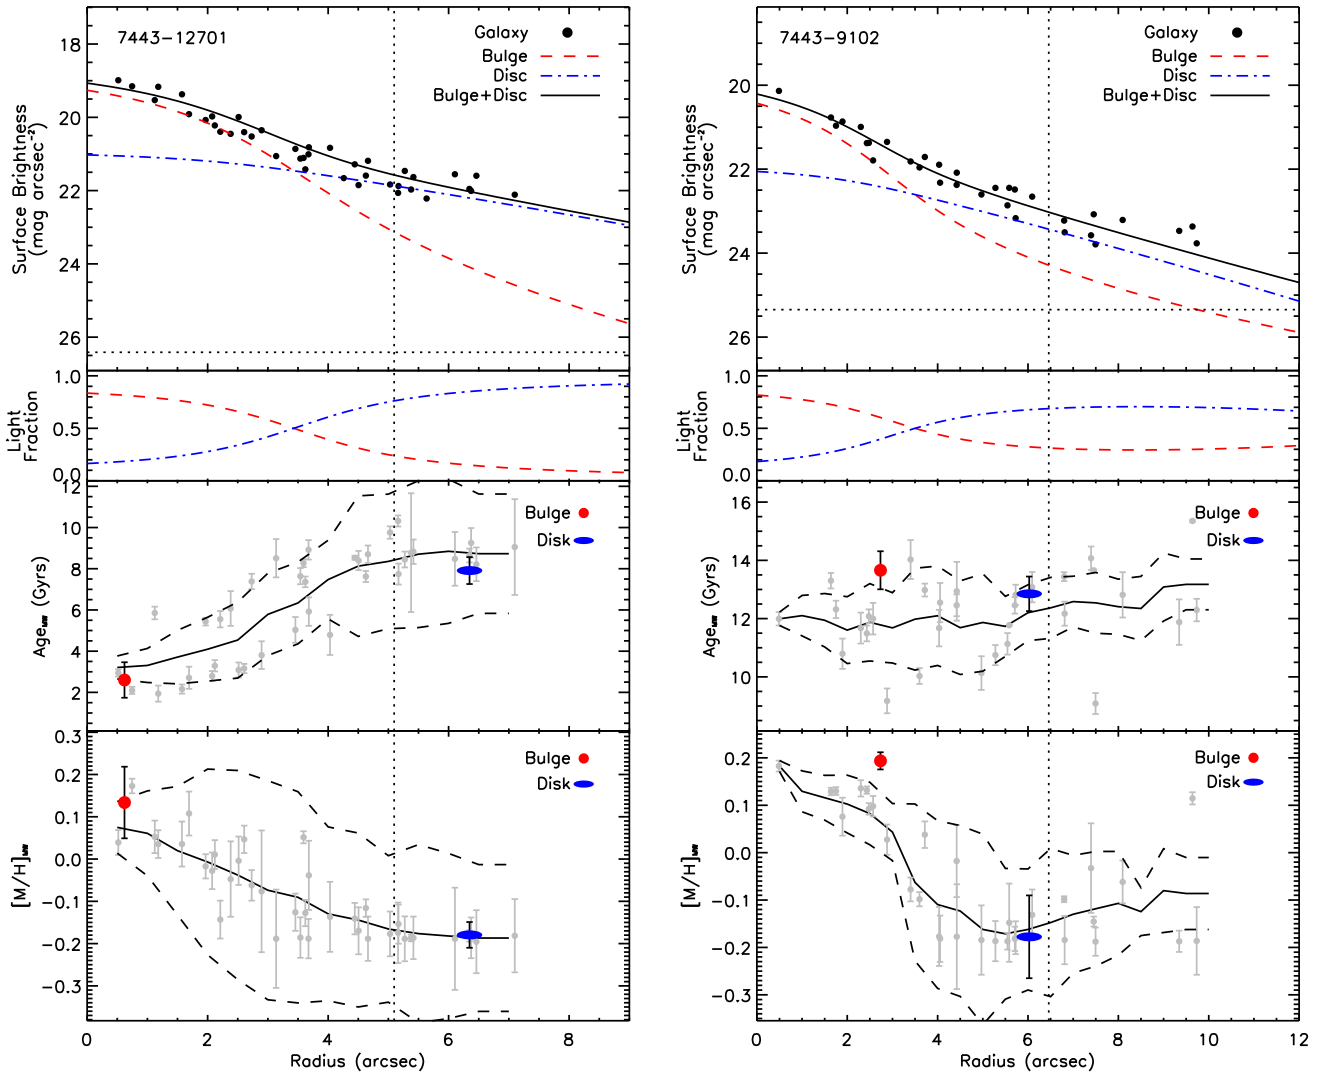 7443-12701
Galaxy
Bulge
Disc
Bulge+Disc
Surface Brightness
(mag arcsec⁻²)
18
20
22
24
26
Light
Fraction
1.0
0.5
0.0
Age (Gyrs)
12
10
8
6
4
2
Bulge
Disk
[M/H]
0.3
0.2
0.1
0.0
−0.1
−0.2
−0.3
Bulge
Disk
0 2 4 6 8
Radius (arcsec)
7443-9102
Galaxy
Bulge
Disc
Bulge+Disc
Surface Brightness
(mag arcsec⁻²)
20
22
24
26
Light
Fraction
1.0
0.5
0.0
Age (Gyrs)
16
14
12
10
Bulge
Disk
[M/H]
0.2
0.1
0.0
−0.1
−0.2
−0.3
Bulge
Disk
0 2 4 6 8 10 12
Radius (arcsec)